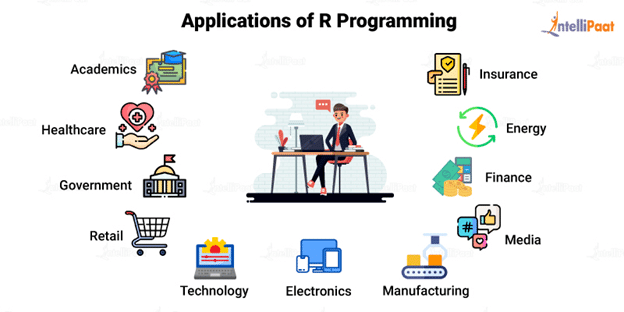 Applications of R Programming
IntelliPaat
Academics
Insurance
Healthcare
Energy
Government
Finance
Retail
Media
Technology
Electronics
Manufacturing